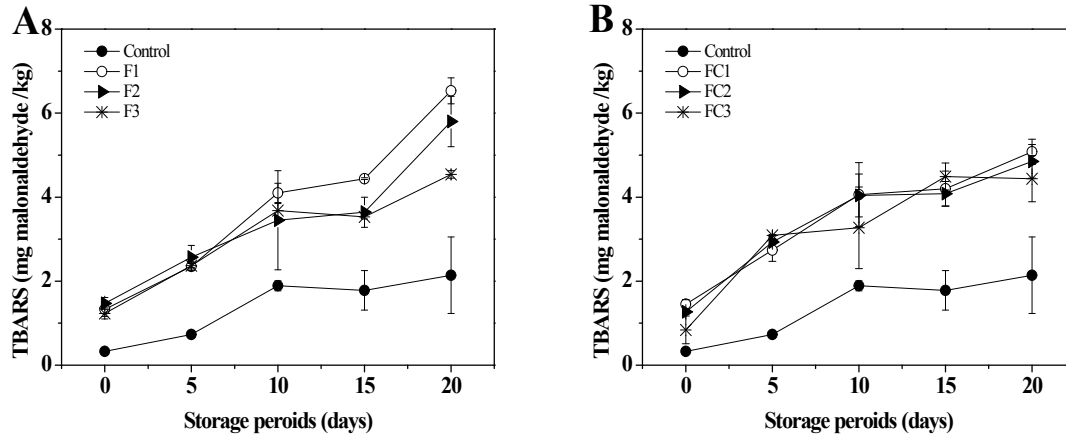 A
TBARS (mg malonaldehyde /kg)
8
6
4
2
0
Control
F1
F2
F3
0 5 10 15 20
Storage peroids (days)
B
TBARS (mg malonaldehyde /kg)
8
6
4
2
0
Control
FC1
FC2
FC3
0 5 10 15 20
Storage peroids (days)